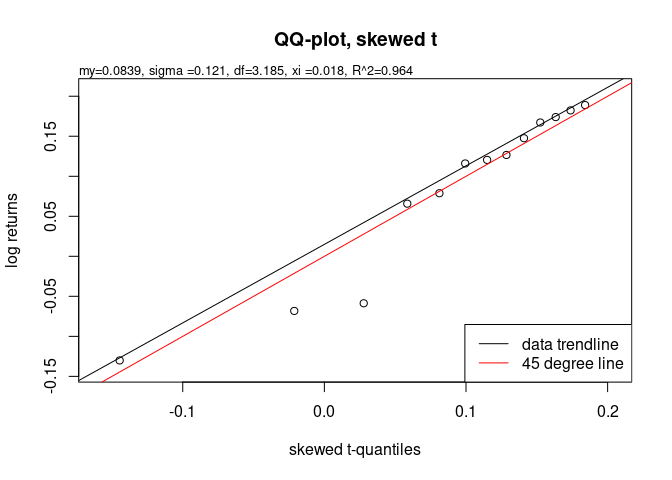 QQ-plot, skewed t
my=0.0839, sigma =0.121, df=3.185, xi =0.018, R^2=0.964
0.15
0.05
-0.05
-0.15
log returns
data trendline
45 degree line
-0.1
0.0
0.1
0.2
skewed t-quantiles